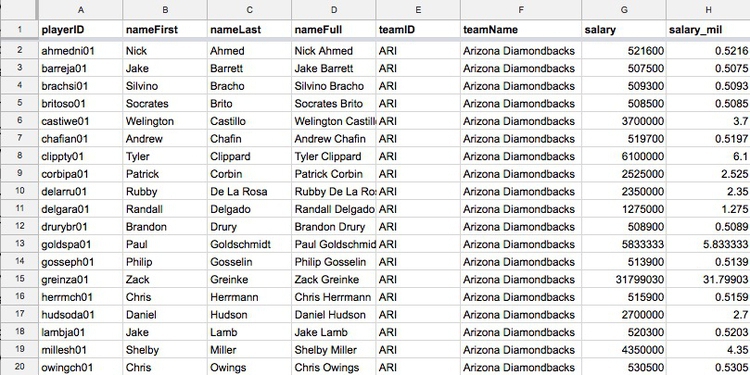 A B C D E F G H
1 playerID nameFirst nameLast nameFull teamID teamName salary salary_mil
2 ahmedni01 Nick Ahmed Nick Ahmed ARI Arizona Diamondbacks 521600 0.5216
3 barreja01 Jake Barrett Jake Barrett ARI Arizona Diamondbacks 507500 0.5075
4 brachsi01 Silvino Bracho Silvino Bracho ARI Arizona Diamondbacks 509300 0.5093
5 britoso01 Socrates Brito Socrates Brito ARI Arizona Diamondbacks 508500 0.5085
6 castiwe01 Welington Castillo Welington Castill ARI Arizona Diamondbacks 3700000 3.7
7 chafian01 Andrew Chafin Andrew Chafin ARI Arizona Diamondbacks 519700 0.5197
8 clippty01 Tyler Clippard Tyler Clippard ARI Arizona Diamondbacks 6100000 6.1
9 corbipa01 Patrick Corbin Patrick Corbin ARI Arizona Diamondbacks 2525000 2.525
10 delarru01 Rubby De La Rosa Rubby De La Ro ARI Arizona Diamondbacks 2350000 2.35
11 delgara01 Randall Delgado Randall Delgado ARI Arizona Diamondbacks 1275000 1.275
12 drurybr01 Brandon Drury Brandon Drury ARI Arizona Diamondbacks 508900 0.5089
13 goldspa01 Paul Goldschmidt Paul Goldschmid ARI Arizona Diamondbacks 5833333 5.833333
14 gosseph01 Philip Gosselin Philip Gosselin ARI Arizona Diamondbacks 513900 0.5139
15 greinza01 Zack Greinke Zack Greinke ARI Arizona Diamondbacks 31799030 31.79903
16 herrmch01 Chris Herrmann Chris Herrmann ARI Arizona Diamondbacks 515900 0.5159
17 hudsoda01 Daniel Hudson Daniel Hudson ARI Arizona Diamondbacks 2700000 2.7
18 lambja01 Jake Lamb Jake Lamb ARI Arizona Diamondbacks 520300 0.5203
19 millesh01 Shelby Miller Shelby Miller ARI Arizona Diamondbacks 4350000 4.35
20 owingch01 Chris Owings Chris Owings ARI Arizona Diamondbacks 530500 0.5305